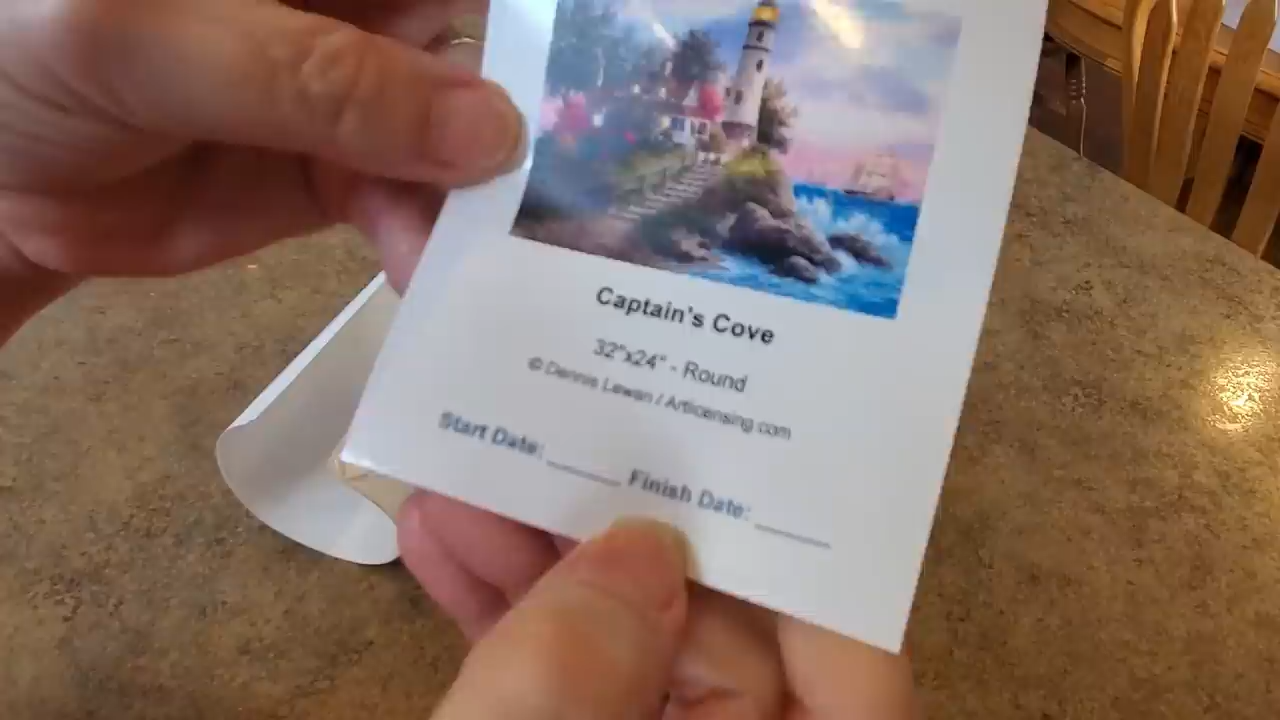 Captain's Cove
32"x24" - Round
© Dennis Lewan / Artlicensing.com
Start Date: ______ Finish Date: ______